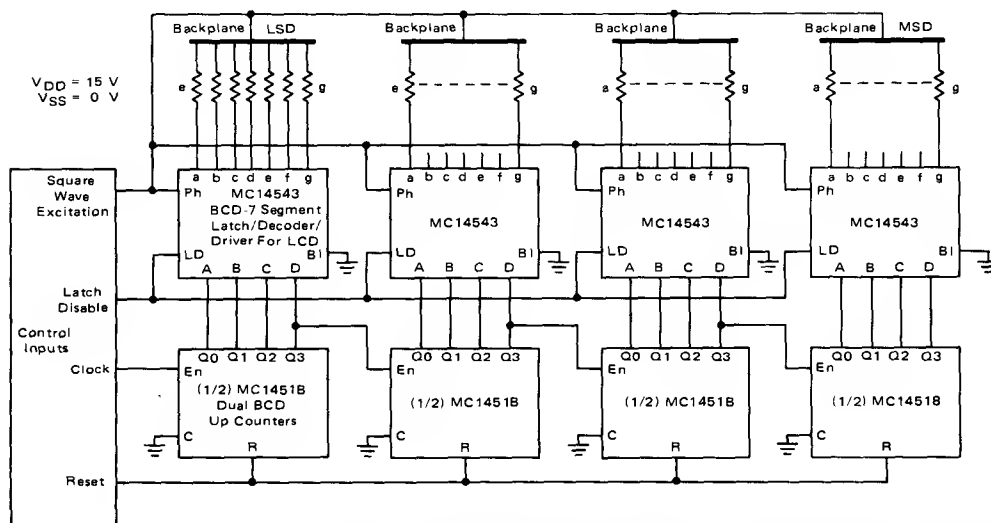 Backplane LSD
Backplane
Backplane
Backplane MSD
VDD = 15 V
VSS = 0 V
e g
e g
a g
a g
a b c d e f g
a b c d e f g
a b c d e f g
a b c d e f g
Square
Wave
Excitation
Ph
MC14543
BCD-7 Segment
Latch/Decoder/
Driver For LCD
LD
BI
A B C D
Ph
MC14543
LD
BI
A B C D
Ph
MC14543
LD
BI
A B C D
Ph
MC14543
LD
BI
A B C D
Latch
Disable
Control
Inputs
Clock
Reset
Q0 Q1 Q2 Q3
En
(1/2) MC1451B
Dual BCD
Up Counters
C
R
Q0 Q1 Q2 Q3
En
(1/2) MC1451B
C
R
Q0 Q1 Q2 Q3
En
(1/2) MC1451B
C
R
Q0 Q1 Q2 Q3
En
(1/2) MC14518
C
R